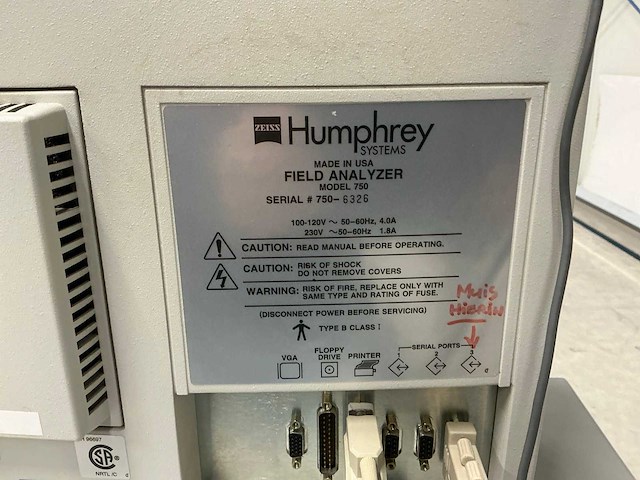 ZEISS Humphrey
SYSTEMS
MADE IN USA
FIELD ANALYZER
MODEL 750
SERIAL # 750-6326
100-120V ~ 50-60Hz, 4.0A
230V ~50-60Hz 1.8A
CAUTION: READ MANUAL BEFORE OPERATING.
CAUTION: RISK OF SHOCK
DO NOT REMOVE COVERS
WARNING: RISK OF FIRE, REPLACE ONLY WITH
SAME TYPE AND RATING OF FUSE.
Muis
Hierin
(DISCONNECT POWER BEFORE SERVICING)
TYPE B CLASS I
VGA
FLOPPY
DRIVE
PRINTER
SERIAL PORTS
1 2 3
196607
SA
NRTL/C